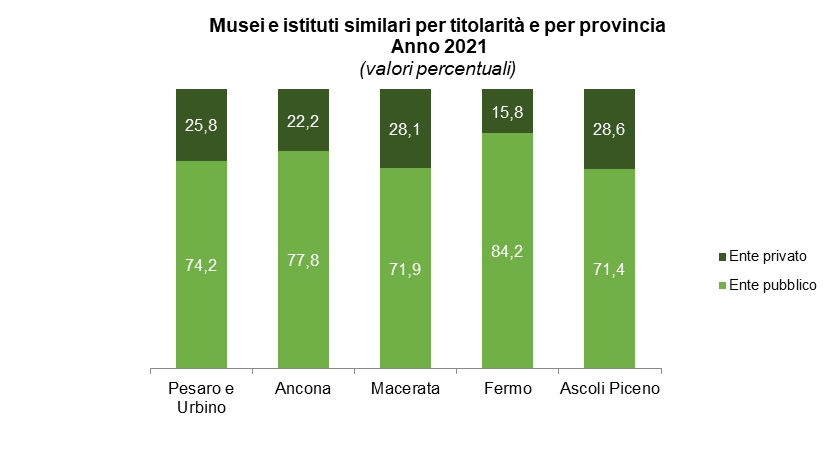 Musei e istituti similari per titolarità e per provincia
Anno 2021
(valori percentuali)
25,8
22,2
28,1
15,8
28,6
74,2
77,8
71,9
84,2
71,4
Ente privato
Ente pubblico
Pesaro e
Urbino
Ancona
Macerata
Fermo
Ascoli Piceno